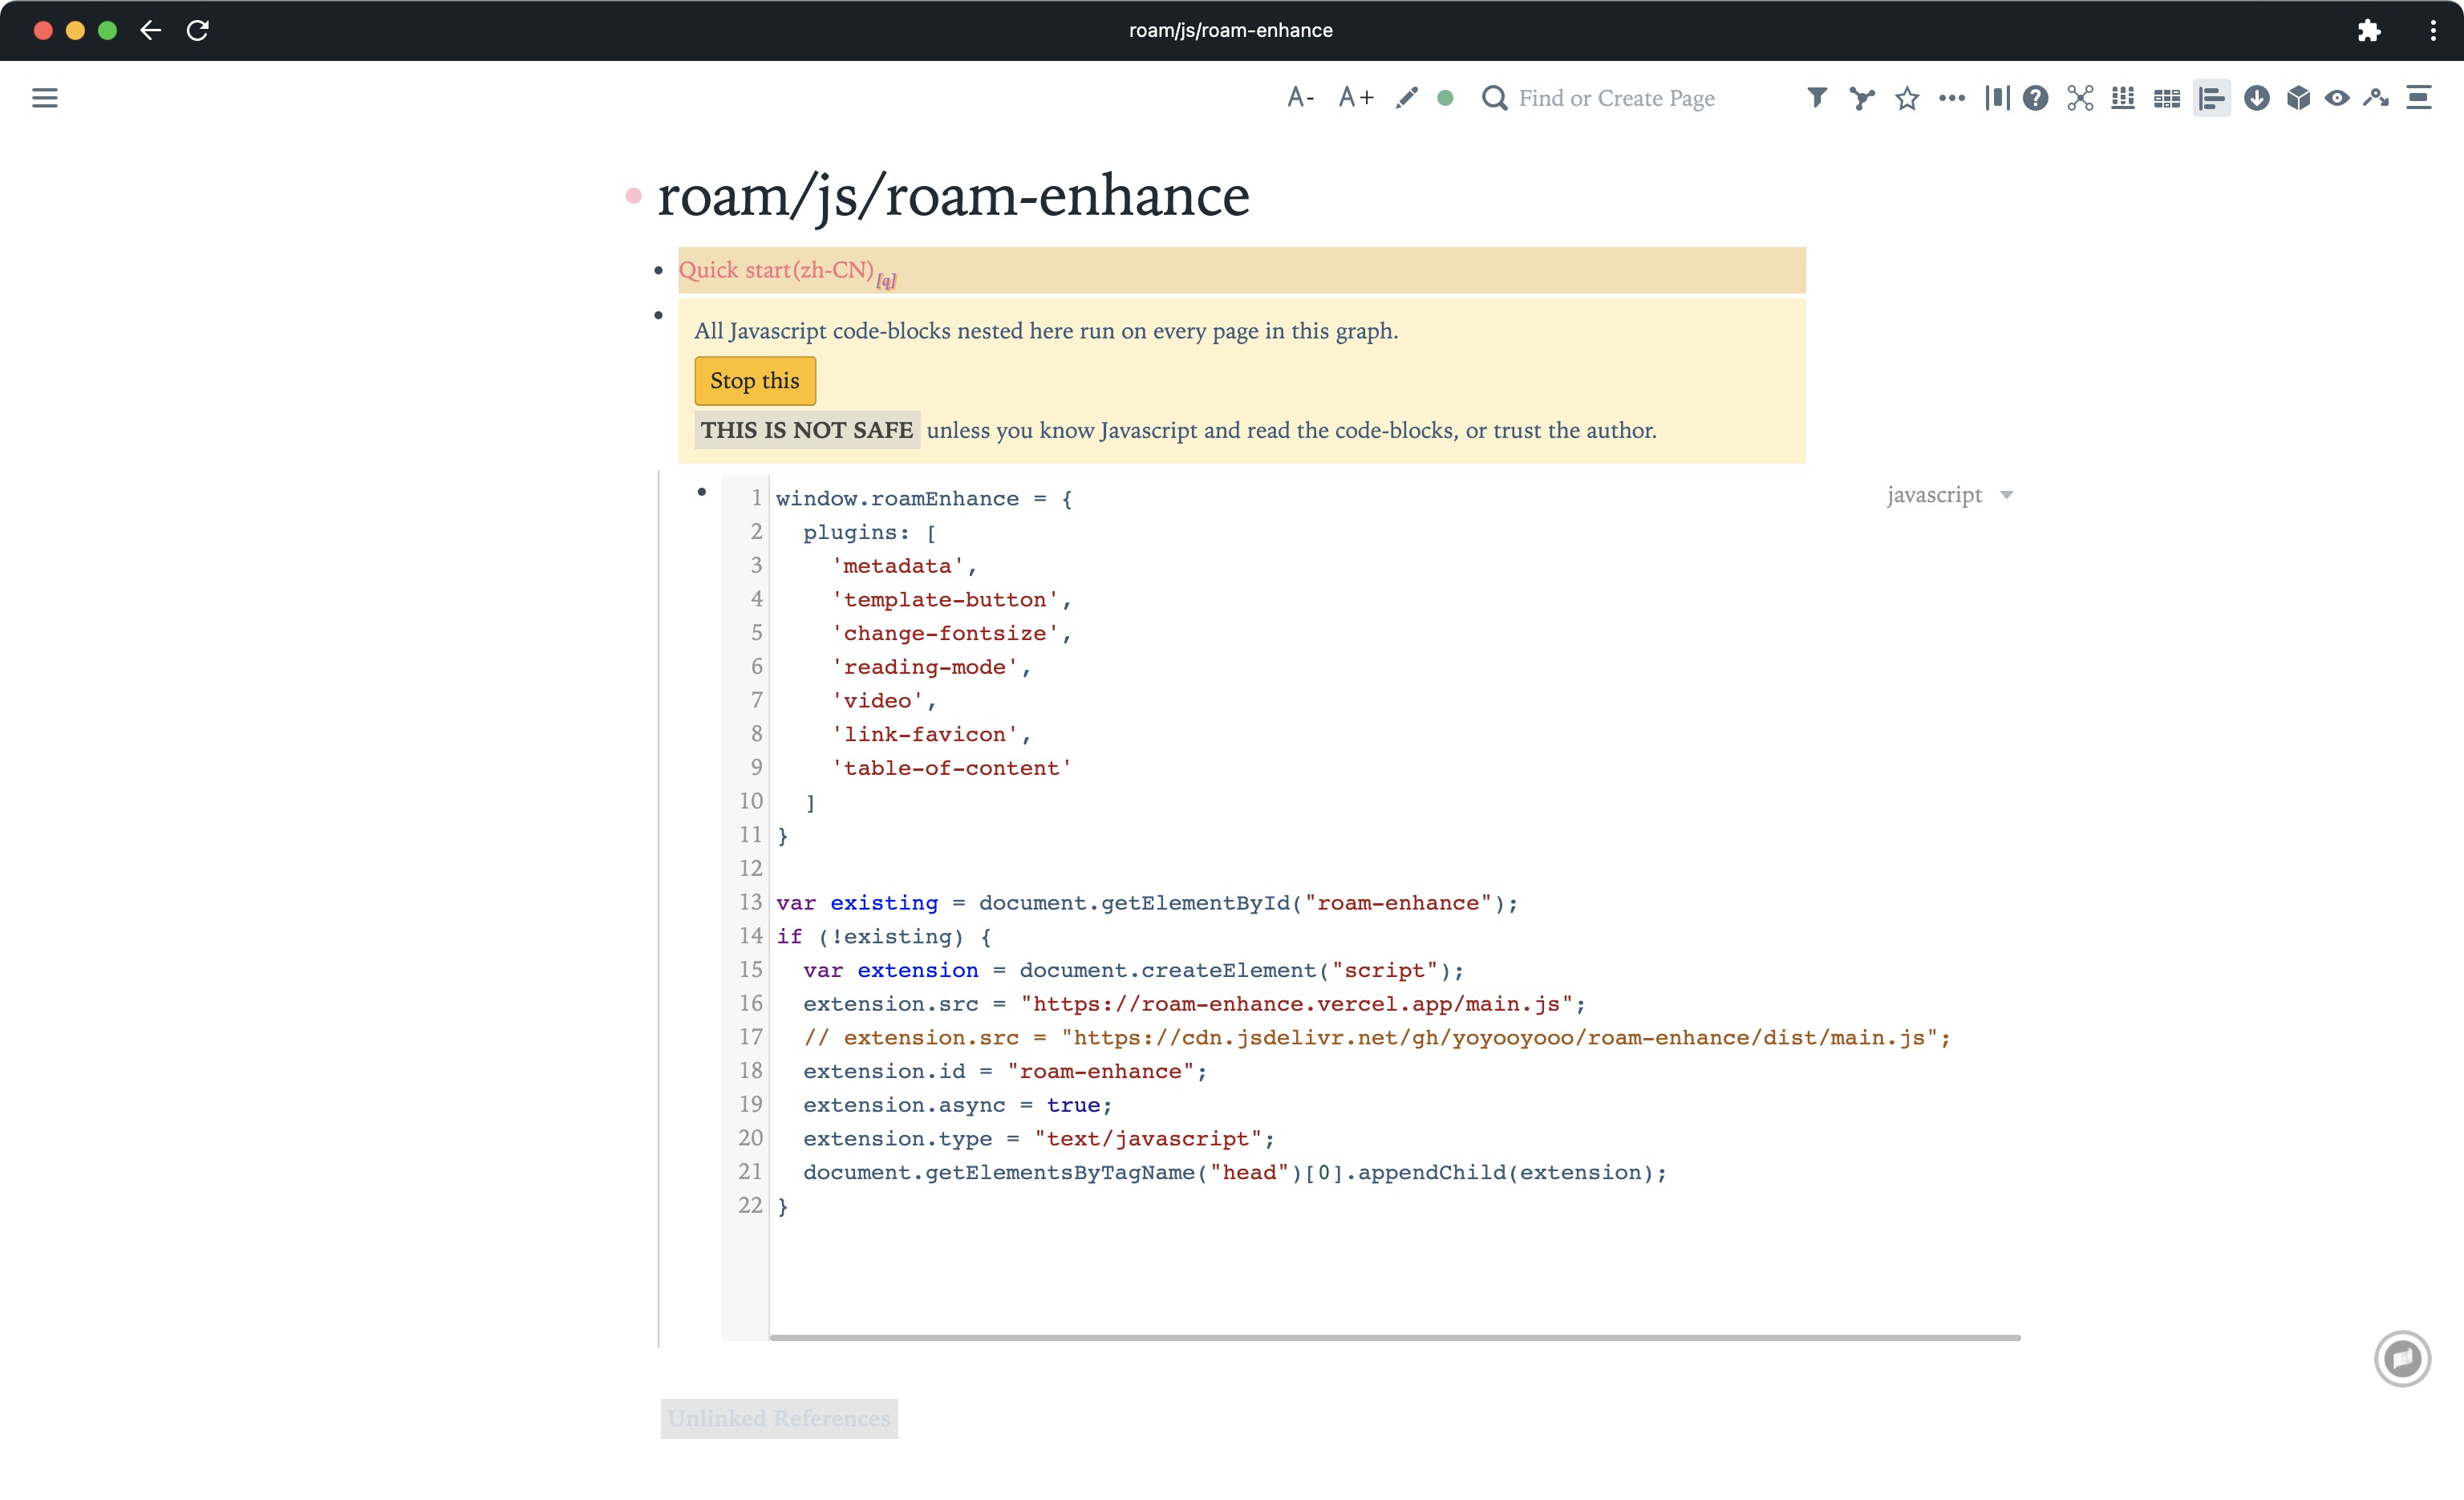 roam/js/roam-enhance
A- A+ Find or Create Page
roam/js/roam-enhance
Quick start(zh-CN)[q]
All Javascript code-blocks nested here run on every page in this graph.
Stop this
THIS IS NOT SAFE unless you know Javascript and read the code-blocks, or trust the author.
javascript
1 window.roamEnhance = {
2   plugins: [
3     'metadata',
4     'template-button',
5     'change-fontsize',
6     'reading-mode',
7     'video',
8     'link-favicon',
9     'table-of-content'
10   ]
11 }
12
13 var existing = document.getElementById("roam-enhance");
14 if (!existing) {
15   var extension = document.createElement("script");
16   extension.src = "https://roam-enhance.vercel.app/main.js";
17   // extension.src = "https://cdn.jsdelivr.net/gh/yoyooyooo/roam-enhance/dist/main.js";
18   extension.id = "roam-enhance";
19   extension.async = true;
20   extension.type = "text/javascript";
21   document.getElementsByTagName("head")[0].appendChild(extension);
22 }
Unlinked References